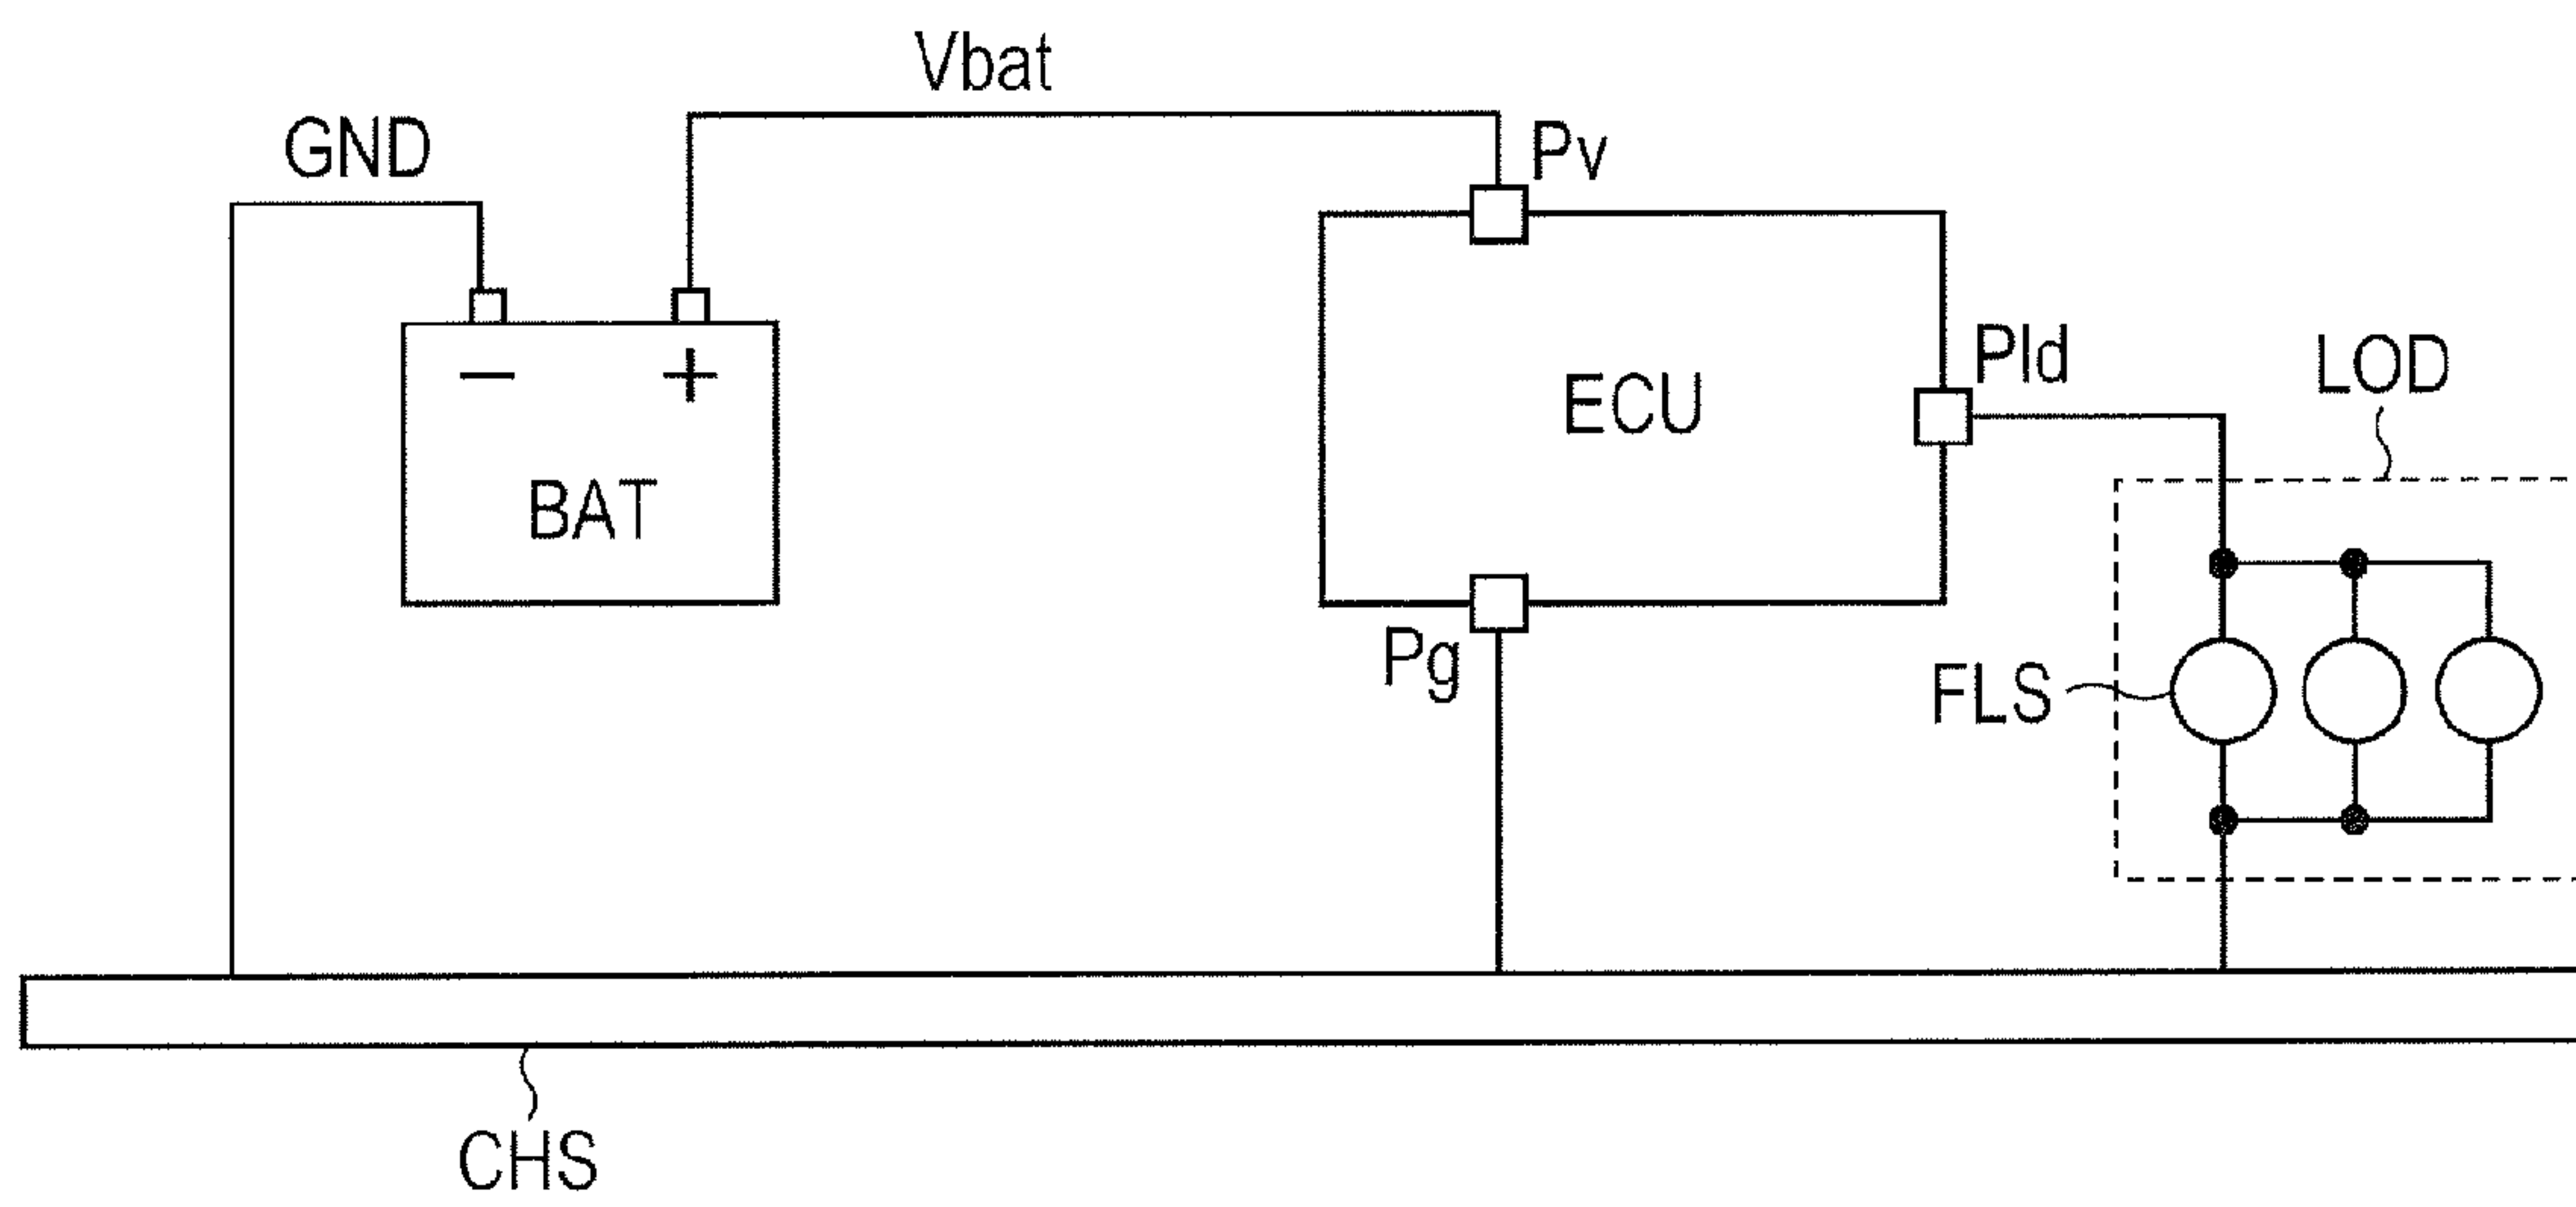 Vbat
GND
Pv
Pld
LOD
ECU
− +
BAT
Pg
FLS
CHS